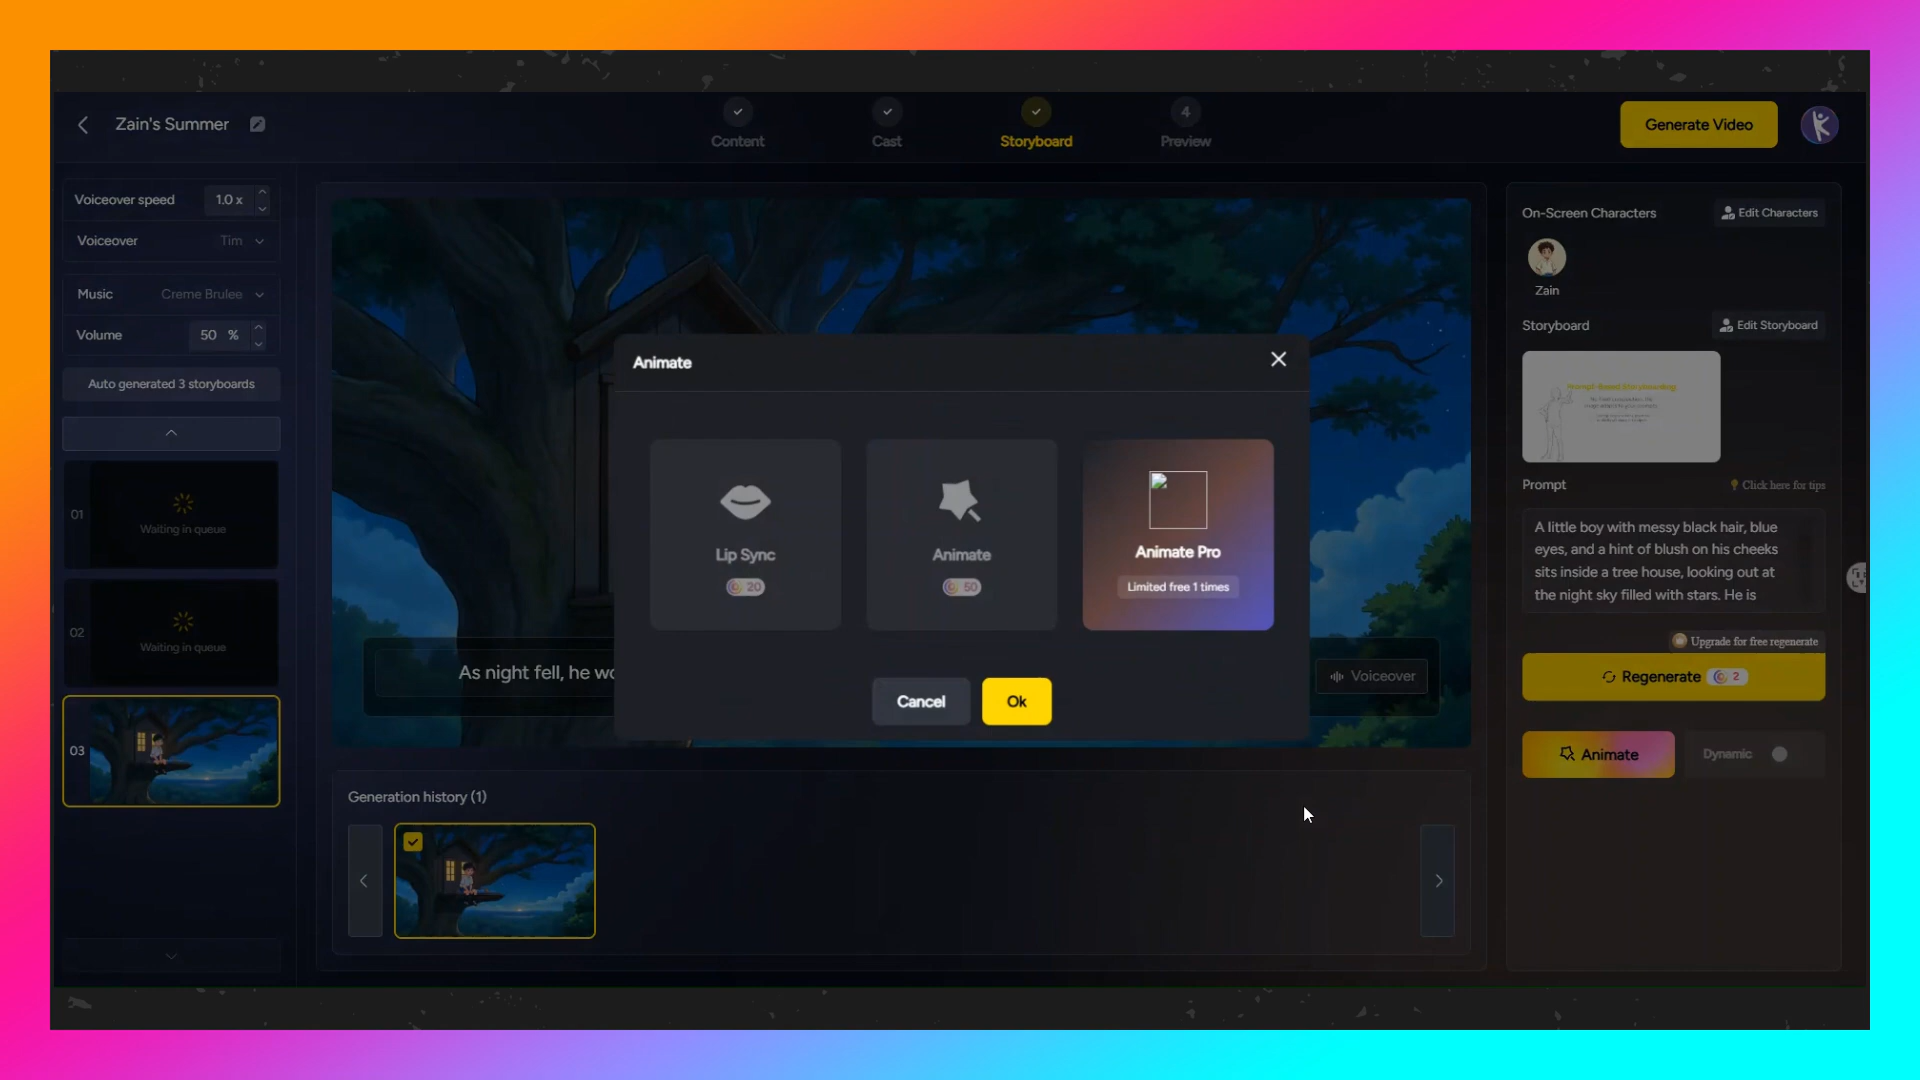 Zain's Summer
Content
Cast
Storyboard
4
Preview
Generate Video
Voiceover speed
1.0 x
Voiceover
Tim
Music
Creme Brulee
Volume
50 %
Auto generated 3 storyboards
01
Waiting in queue
02
Waiting in queue
03
Animate
Lip Sync
20
Animate
50
Animate Pro
Limited free 1 times
Cancel
Ok
As night fell, he wo
Voiceover
Generation history (1)
On-Screen Characters
Edit Characters
Zain
Storyboard
Edit Storyboard
Prompt-Based Storyboarding
Prompt
Click here for tips
A little boy with messy black hair, blue
eyes, and a hint of blush on his cheeks
sits inside a tree house, looking out at
the night sky filled with stars. He is
Upgrade for free regenerate
Regenerate
2
Animate
Dynamic